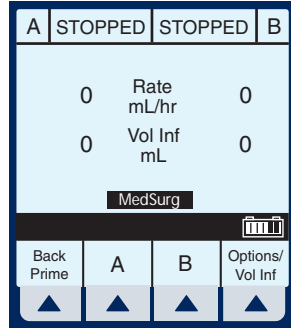 A STOPPED STOPPED B
0 Rate mL/hr 0
0 Vol Inf mL 0
MedSurg
Back Prime A B Options/ Vol Inf